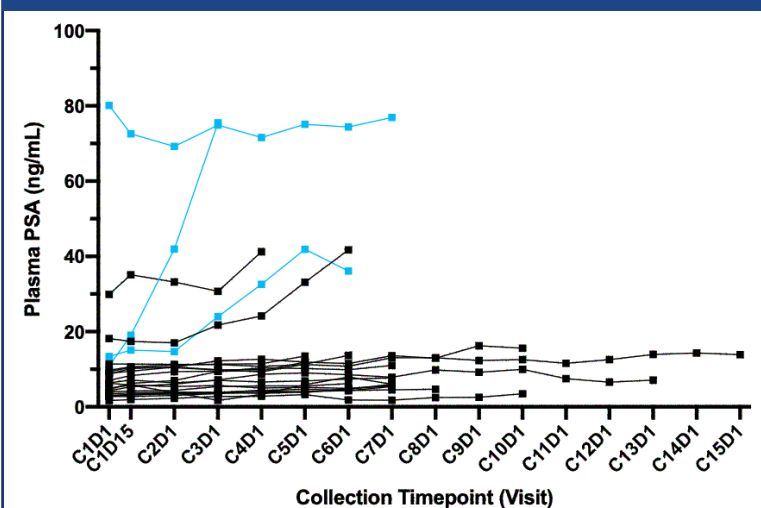 100
80
60
40
20
0
Plasma PSA (ng/mL)
C1D1
C1D15
C2D1
C3D1
C4D1
C5D1
C6D1
C7D1
C8D1
C9D1
C10D1
C11D1
C12D1
C13D1
C14D1
C15D1
Collection Timepoint (Visit)